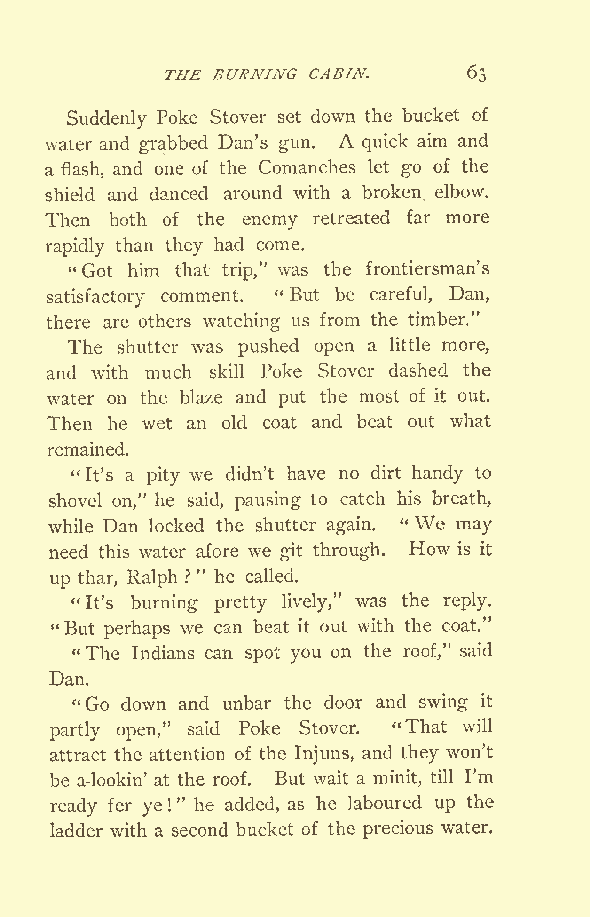 THE BURNING CABIN. 63
Suddenly Poke Stover set down the bucket of
water and grabbed Dan's gun. A quick aim and
a flash, and one of the Comanches let go of the
shield and danced around with a broken elbow.
Then both of the enemy retreated far more
rapidly than they had come.
"Got him that trip," was the frontiersman's
satisfactory comment. "But be careful, Dan,
there are others watching us from the timber."
The shutter was pushed open a little more,
and with much skill Poke Stover dashed the
water on the blaze and put the most of it out.
Then he wet an old coat and beat out what
remained.
"It's a pity we didn't have no dirt handy to
shovel on," he said, pausing to catch his breath,
while Dan locked the shutter again. "We may
need this water afore we git through. How is it
up thar, Ralph?" he called.
"It's burning pretty lively," was the reply.
"But perhaps we can beat it out with the coat."
"The Indians can spot you on the roof," said
Dan.
"Go down and unbar the door and swing it
partly open," said Poke Stover. "That will
attract the attention of the Injuns, and they won't
be a-lookin' at the roof. But wait a minit, till I'm
ready fer ye!" he added, as he laboured up the
ladder with a second bucket of the precious water.